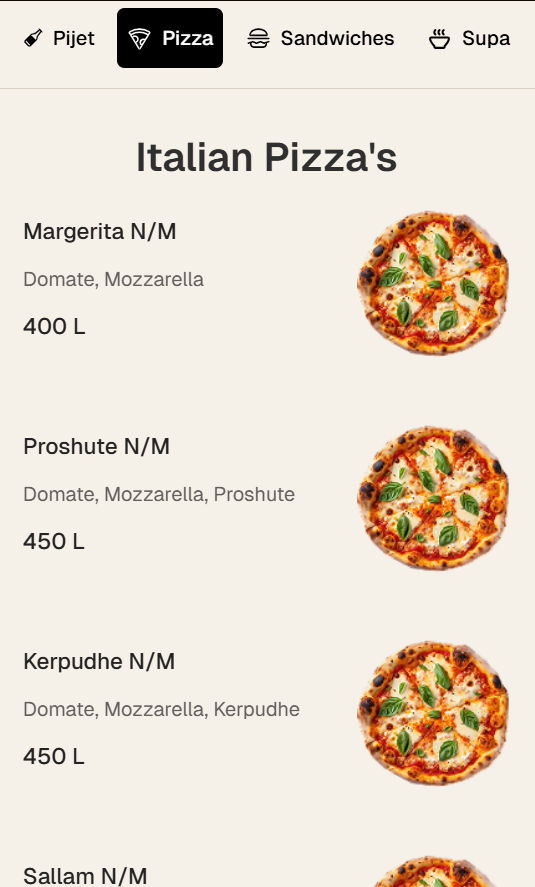 Pijet Pizza Sandwiches Supa
Italian Pizza's
Margerita N/M
Domate, Mozzarella
400 L
Proshute N/M
Domate, Mozzarella, Proshute
450 L
Kerpudhe N/M
Domate, Mozzarella, Kerpudhe
450 L
Sallam N/M